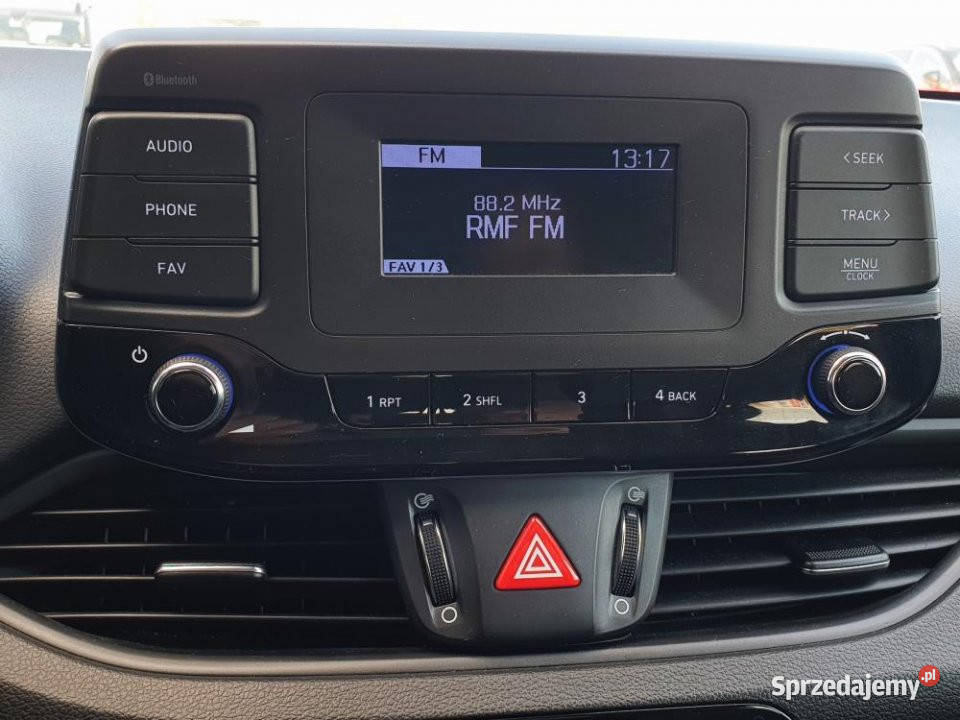 Bluetooth
AUDIO
PHONE
FAV
FM 13:17
88.2 MHz
RMF FM
FAV 1/3
<SEEK
TRACK>
MENU
CLOCK
1 RPT
2 SHFL
3
4 BACK
Sprzedajemy.pl